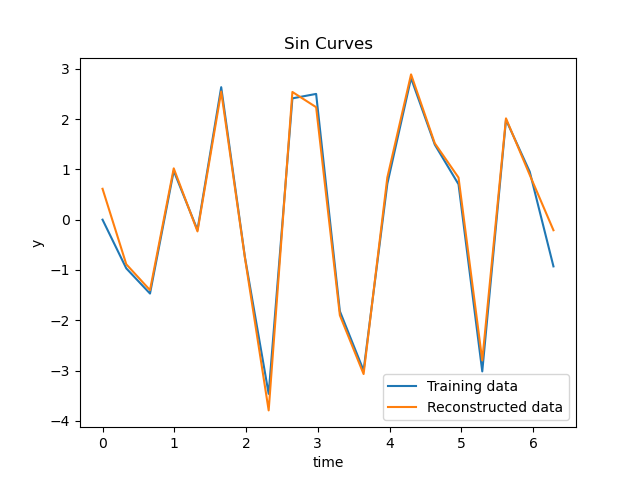 Sin Curves
y
3
2
1
0
−1
−2
−3
−4
0 1 2 3 4 5 6
time
Training data
Reconstructed data